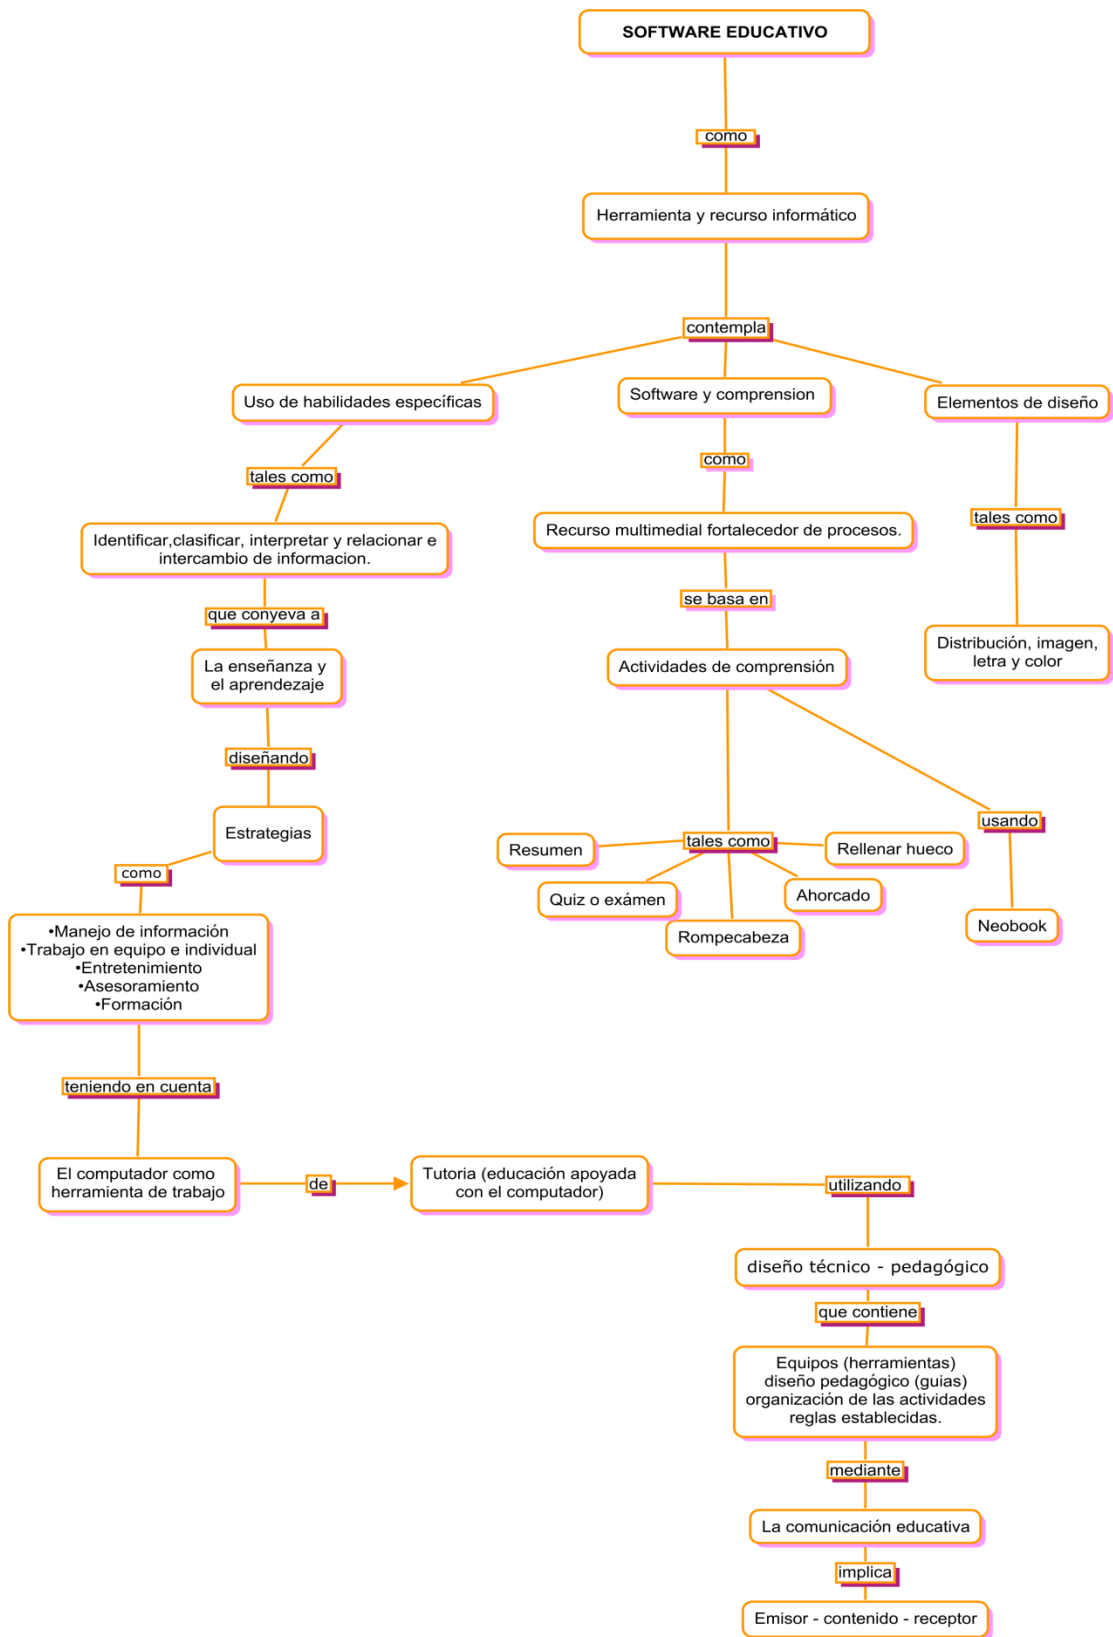 SOFTWARE EDUCATIVO
como
Herramienta y recurso informático
contempla
Uso de habilidades específicas
Software y comprension
Elementos de diseño
tales como
como
tales como
Identificar,clasificar, interpretar y relacionar e
intercambio de informacion.
Recurso multimedial fortalecedor de procesos.
que conyeva a
se basa en
Distribución, imagen,
letra y color
La enseñanza y
el aprendezaje
Actividades de comprensión
diseñando
Estrategias
usando
tales como
Resumen
Rellenar hueco
como
Quiz o exámen
Ahorcado
Rompecabeza
Neobook
•Manejo de información
•Trabajo en equipo e individual
•Entretenimiento
•Asesoramiento
•Formación
teniendo en cuenta
El computador como
herramienta de trabajo
de
Tutoria (educación apoyada
con el computador)
utilizando
diseño técnico - pedagógico
que contiene
Equipos (herramientas)
diseño pedagógico (guias)
organización de las actividades
reglas establecidas.
mediante
La comunicación educativa
implica
Emisor - contenido - receptor